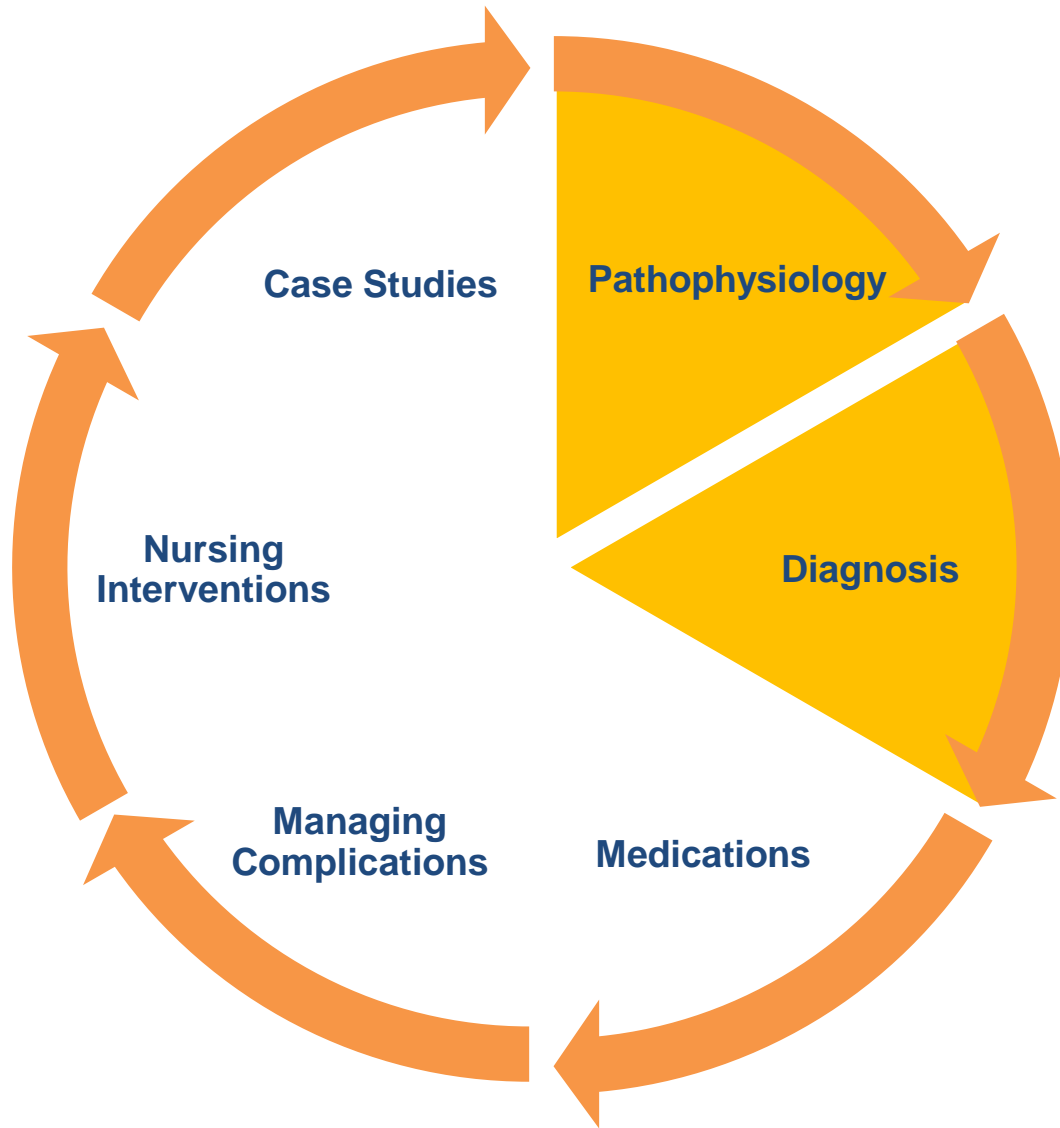 Case Studies
Pathophysiology
Nursing
Interventions
Diagnosis
Managing
Complications
Medications